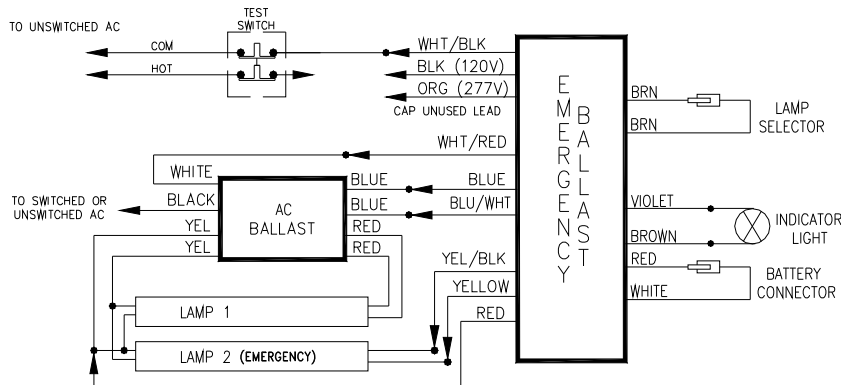 TEST
SWITCH
TO UNSWITCHED AC
COM
HOT
WHT/BLK
BLK (120V)
ORG (277V)
CAP UNUSED LEAD
WHT/RED
WHITE
BLACK
TO SWITCHED OR
UNSWITCHED AC
YEL
YEL
AC
BALLAST
BLUE
BLUE
RED
RED
BLUE
BLU/WHT
YEL/BLK
YELLOW
RED
LAMP 1
LAMP 2 (EMERGENCY)
EMERGENCY
BALLAST
BRN
BRN
LAMP
SELECTOR
VIOLET
BROWN
INDICATOR
LIGHT
RED
WHITE
BATTERY
CONNECTOR